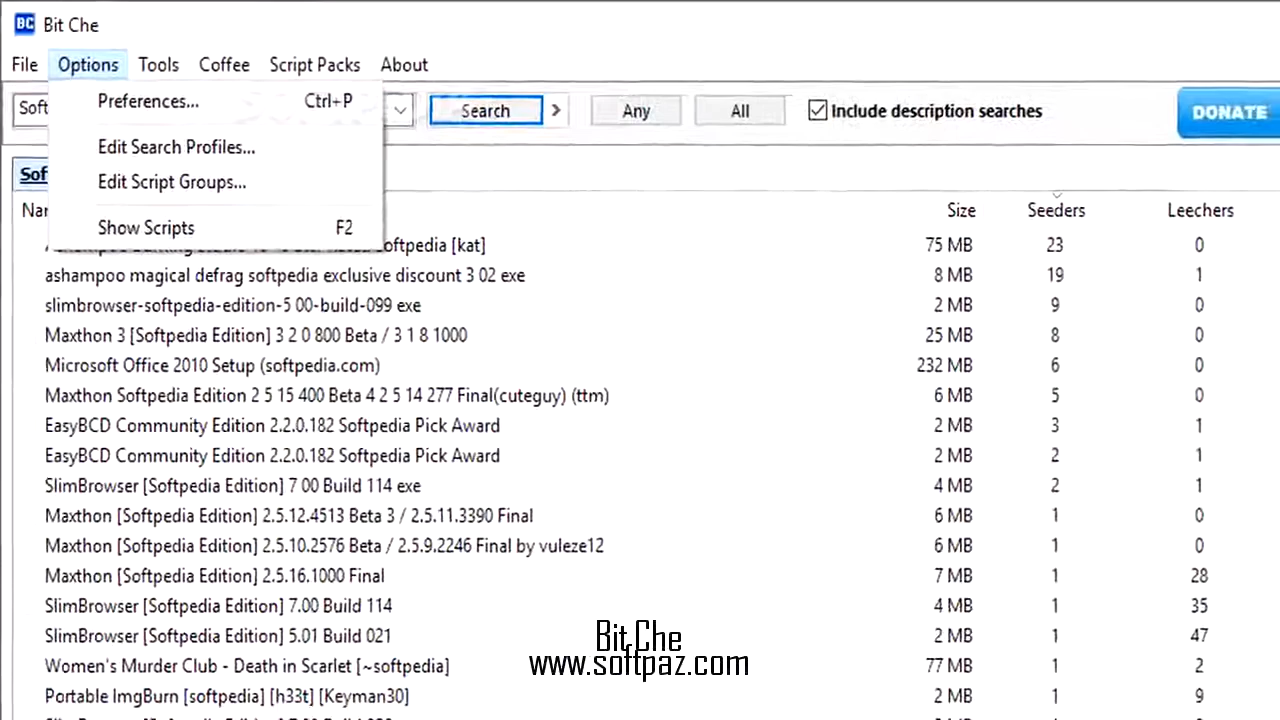 BC Bit Che
File Options Tools Coffee Script Packs About
Preferences... Ctrl+P
Soft Search Any All Include description searches DONATE
Edit Search Profiles...
Sof
Edit Script Groups...
Size Seeders Leechers
Show Scripts F2
softpedia [kat] 75 MB 23 0
ashampoo magical defrag softpedia exclusive discount 3 02 exe 8 MB 19 1
slimbrowser-softpedia-edition-5 00-build-099 exe 2 MB 9 0
Maxthon 3 [Softpedia Edition] 3 2 0 800 Beta / 3 1 8 1000 25 MB 8 0
Microsoft Office 2010 Setup (softpedia.com) 232 MB 6 0
Maxthon Softpedia Edition 2 5 15 400 Beta 4 2 5 14 277 Final(cuteguy) (ttm) 6 MB 5 0
EasyBCD Community Edition 2.2.0.182 Softpedia Pick Award 2 MB 3 1
EasyBCD Community Edition 2.2.0.182 Softpedia Pick Award 2 MB 2 1
SlimBrowser [Softpedia Edition] 7 00 Build 114 exe 4 MB 2 1
Maxthon [Softpedia Edition] 2.5.12.4513 Beta 3 / 2.5.11.3390 Final 6 MB 1 0
Maxthon [Softpedia Edition] 2.5.10.2576 Beta / 2.5.9.2246 Final by vuleze12 6 MB 1 0
Maxthon [Softpedia Edition] 2.5.16.1000 Final 7 MB 1 28
SlimBrowser [Softpedia Edition] 7.00 Build 114 4 MB 1 35
SlimBrowser [Softpedia Edition] 5.01 Build 021 2 MB 1 47
Bit Che
www.softpaz.com
Women's Murder Club - Death in Scarlet [~softpedia] 77 MB 1 2
Portable ImgBurn [softpedia] [h33t] [Keyman30] 2 MB 1 9